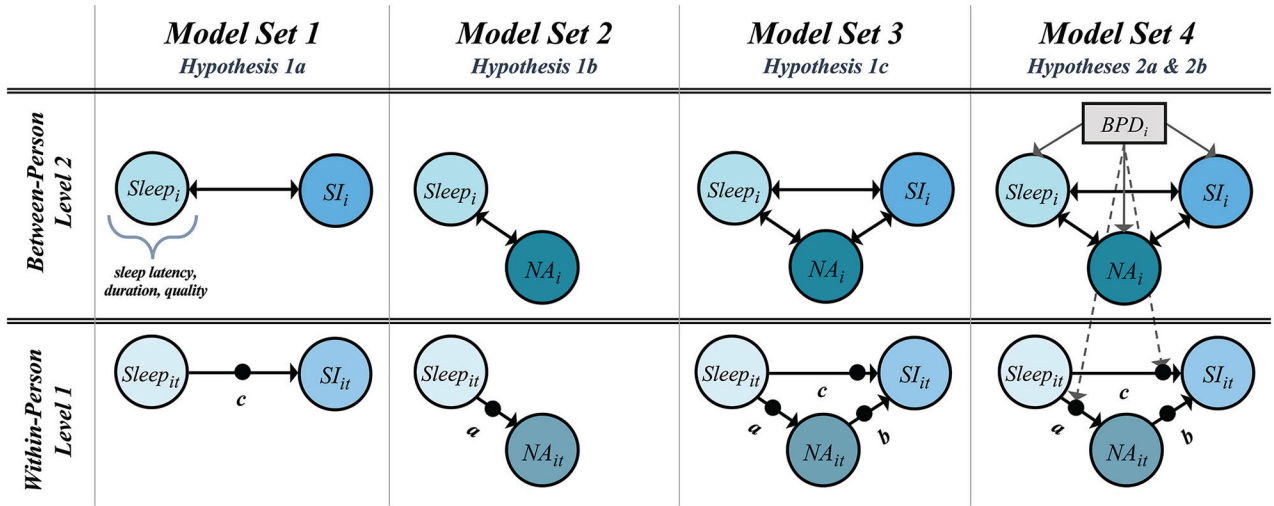 Model Set 1
Hypothesis 1a
Model Set 2
Hypothesis 1b
Model Set 3
Hypothesis 1c
Model Set 4
Hypotheses 2a & 2b
Between-Person
Level 2
Sleepi
SIi
sleep latency,
duration, quality
Sleepi
NAi
Sleepi
SIi
NAi
BPDi
Sleepi
SIi
NAi
Within-Person
Level 1
Sleepit
c
SIit
Sleepit
a
NAit
Sleepit
c
SIit
a
b
NAit
Sleepit
c
SIit
a
b
NAit